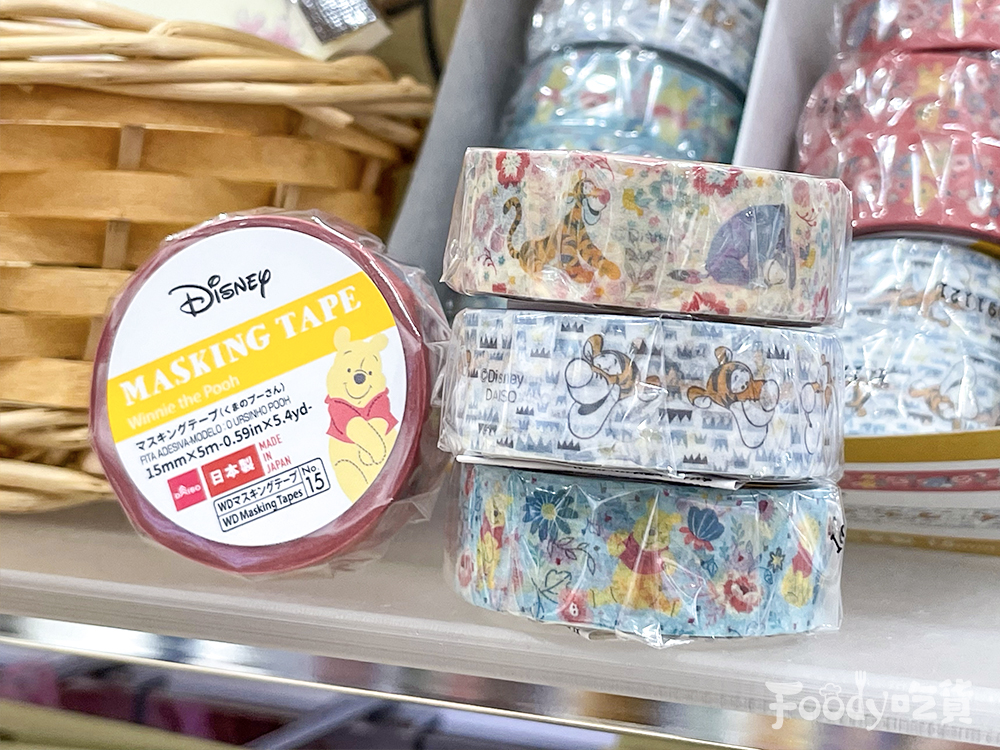 Disney
MASKING TAPE
Winnie the Pooh
マスキングテープ(くまのプーさん)
FITA ADESIVA-MODELO : O URSINHO POOH
15mm×5m-0.59in×5.4yd-
DAISO
日本製
MADE
IN
JAPAN
WDマスキングテープ
WD Masking Tapes
No
15
©Disney
DAISO
Foody吃貨